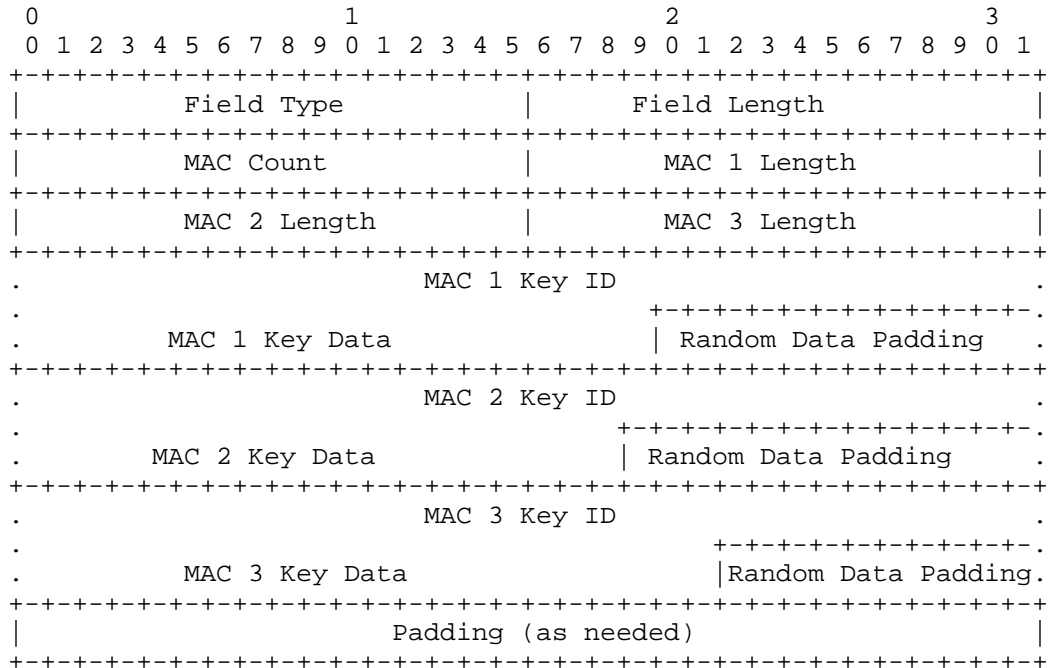 0                   1                   2                   3
 0 1 2 3 4 5 6 7 8 9 0 1 2 3 4 5 6 7 8 9 0 1 2 3 4 5 6 7 8 9 0 1
+-+-+-+-+-+-+-+-+-+-+-+-+-+-+-+-+-+-+-+-+-+-+-+-+-+-+-+-+-+-+-+-+
|          Field Type           |      Field Length             |
+-+-+-+-+-+-+-+-+-+-+-+-+-+-+-+-+-+-+-+-+-+-+-+-+-+-+-+-+-+-+-+-+
|          MAC Count            |        MAC 1 Length           |
+-+-+-+-+-+-+-+-+-+-+-+-+-+-+-+-+-+-+-+-+-+-+-+-+-+-+-+-+-+-+-+-+
|          MAC 2 Length         |        MAC 3 Length           |
+-+-+-+-+-+-+-+-+-+-+-+-+-+-+-+-+-+-+-+-+-+-+-+-+-+-+-+-+-+-+-+-+
.                         MAC 1 Key ID                          .
.                                       +-+-+-+-+-+-+-+-+-+-+-+-.
.         MAC 1 Key Data                | Random Data Padding   .
+-+-+-+-+-+-+-+-+-+-+-+-+-+-+-+-+-+-+-+-+-+-+-+-+-+-+-+-+-+-+-+-+
.                         MAC 2 Key ID                          .
.                                     +-+-+-+-+-+-+-+-+-+-+-+-+-.
.        MAC 2 Key Data               | Random Data Padding     .
+-+-+-+-+-+-+-+-+-+-+-+-+-+-+-+-+-+-+-+-+-+-+-+-+-+-+-+-+-+-+-+-+
.                         MAC 3 Key ID                          .
.                                           +-+-+-+-+-+-+-+-+-+-.
.          MAC 3 Key Data                   |Random Data Padding.
+-+-+-+-+-+-+-+-+-+-+-+-+-+-+-+-+-+-+-+-+-+-+-+-+-+-+-+-+-+-+-+-+
|                       Padding (as needed)                     |
+-+-+-+-+-+-+-+-+-+-+-+-+-+-+-+-+-+-+-+-+-+-+-+-+-+-+-+-+-+-+-+-+